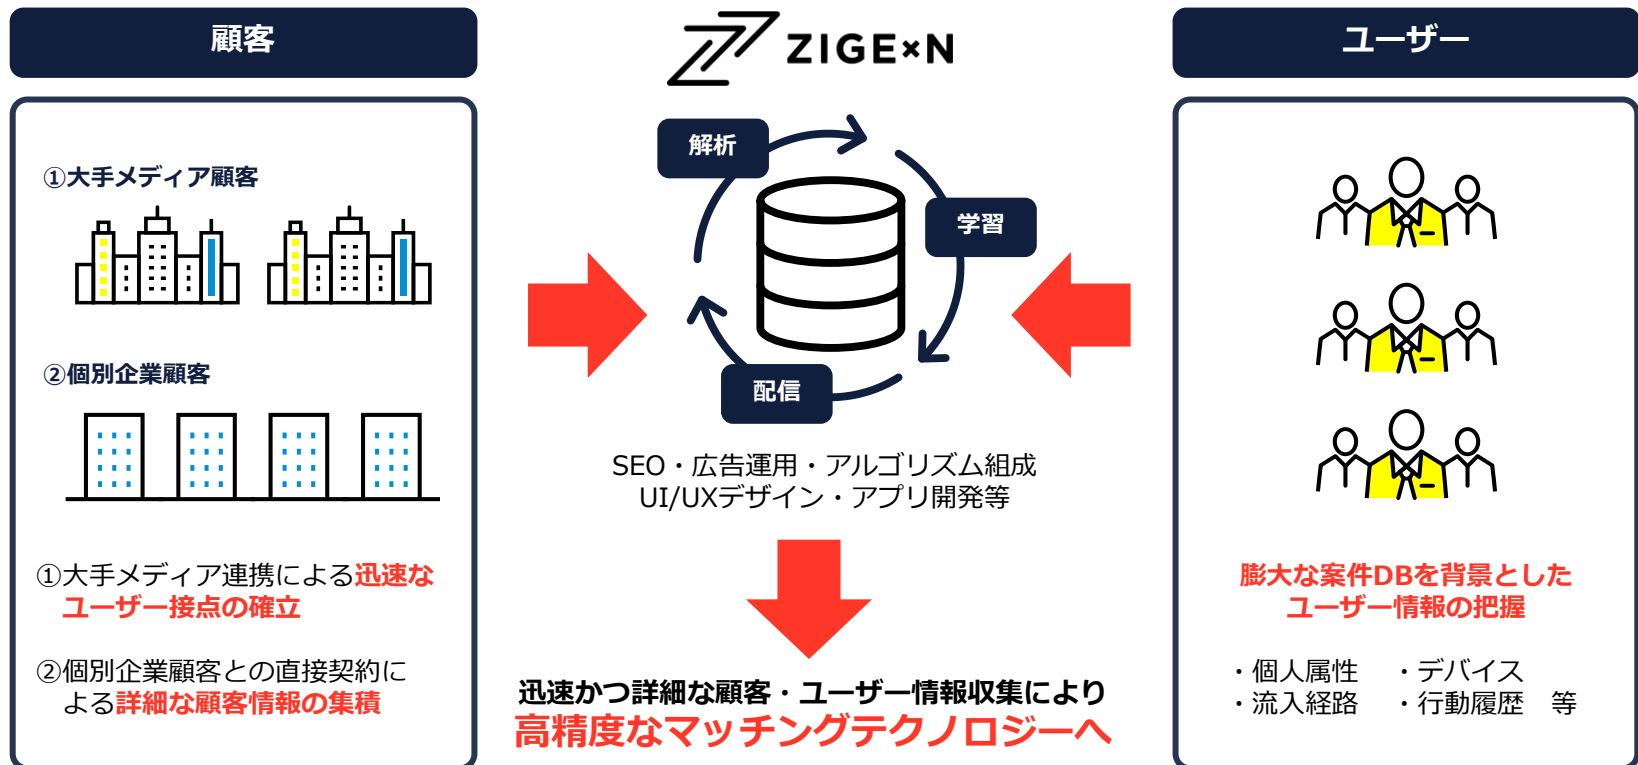 顧客
①大手メディア顧客
②個別企業顧客
①大手メディア連携による迅速な
ユーザー接点の確立
②個別企業顧客との直接契約に
よる詳細な顧客情報の集積
ZIGE×N
解析
学習
配信
SEO・広告運用・アルゴリズム組成
UI/UXデザイン・アプリ開発等
迅速かつ詳細な顧客・ユーザー情報収集により
高精度なマッチングテクノロジーへ
ユーザー
膨大な案件DBを背景とした
ユーザー情報の把握
・個人属性　・デバイス
・流入経路　・行動履歴　等